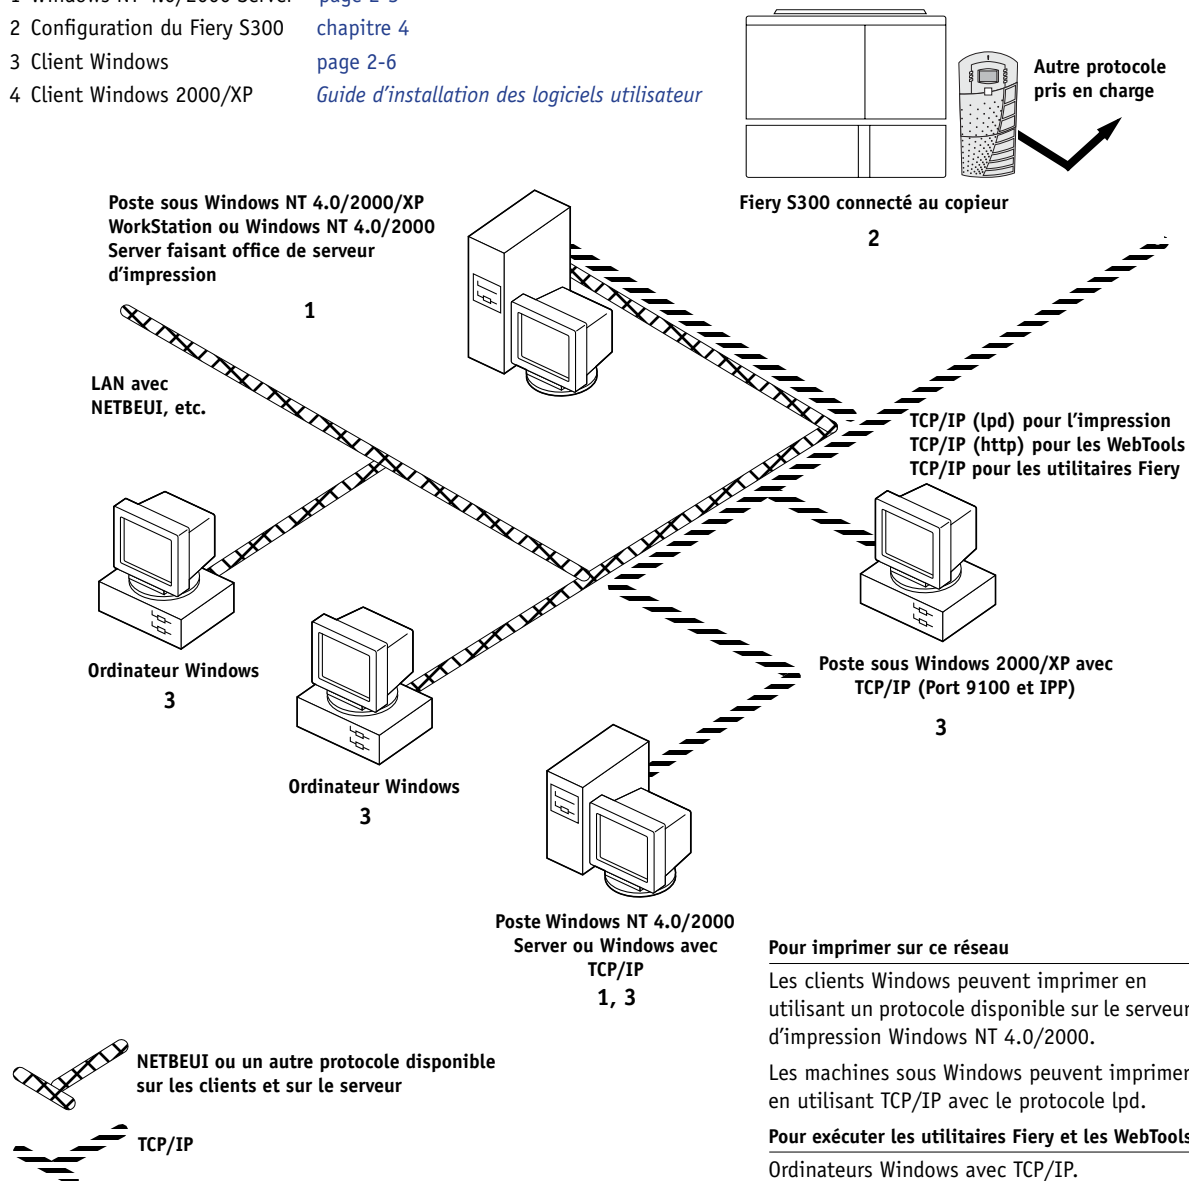 1 Windows NT 4.0/2000 Server page 2-3
2 Configuration du Fiery S300 chapitre 4
3 Client Windows page 2-6
4 Client Windows 2000/XP Guide d'installation des logiciels utilisateur
Autre protocole
pris en charge
Fiery S300 connecté au copieur
2
Poste sous Windows NT 4.0/2000/XP
WorkStation ou Windows NT 4.0/2000
Server faisant office de serveur
d'impression
1
LAN avec
NETBEUI, etc.
TCP/IP (lpd) pour l'impression
TCP/IP (http) pour les WebTools
TCP/IP pour les utilitaires Fiery
Ordinateur Windows
3
Poste sous Windows 2000/XP avec
TCP/IP (Port 9100 et IPP)
3
Ordinateur Windows
3
Poste Windows NT 4.0/2000
Server ou Windows avec
TCP/IP
1, 3
Pour imprimer sur ce réseau
Les clients Windows peuvent imprimer en
utilisant un protocole disponible sur le serveur
d'impression Windows NT 4.0/2000.
Les machines sous Windows peuvent imprimer
en utilisant TCP/IP avec le protocole lpd.
Pour exécuter les utilitaires Fiery et les WebTools
Ordinateurs Windows avec TCP/IP.
NETBEUI ou un autre protocole disponible
sur les clients et sur le serveur
TCP/IP